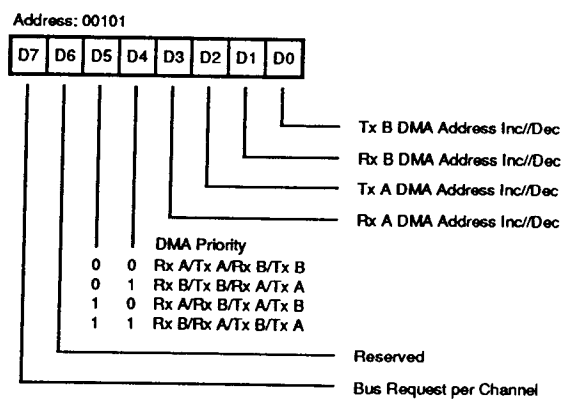 Address: 00101
D7 D6 D5 D4 D3 D2 D1 D0
Tx B DMA Address Inc//Dec
Rx B DMA Address Inc//Dec
Tx A DMA Address Inc//Dec
Rx A DMA Address Inc//Dec
DMA Priority
0 0 Rx A/Tx A/Rx B/Tx B
0 1 Rx B/Tx B/Rx A/Tx A
1 0 Rx A/Rx B/Tx A/Tx B
1 1 Rx B/Rx A/Tx B/Tx A
Reserved
Bus Request per Channel